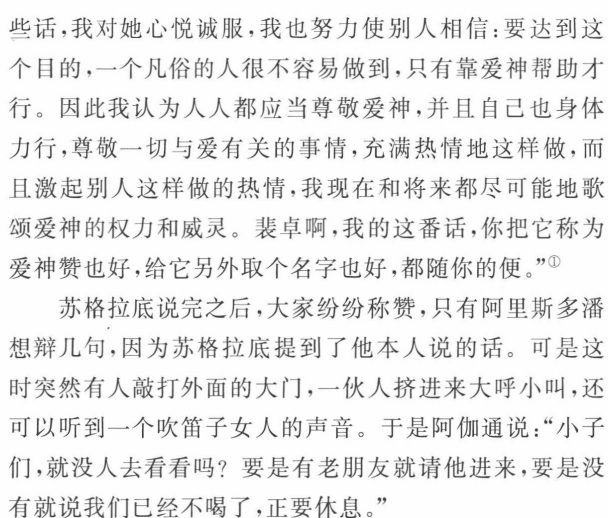 些话,我对她心悦诚服,我也努力使别人相信:要达到这
个目的,一个凡俗的人很不容易做到,只有靠爱神帮助才
行。因此我认为人人都应当尊敬爱神,并且自己也身体
力行,尊敬一切与爱有关的事情,充满热情地这样做,而
且激起别人这样做的热情,我现在和将来都尽可能地歌
颂爱神的权力和威灵。裴卓啊,我的这番话,你把它称为
爱神赞也好,给它另外取个名字也好,都随你的便。”①
苏格拉底说完之后,大家纷纷称赞,只有阿里斯多潘
想辩几句,因为苏格拉底提到了他本人说的话。可是这
时突然有人敲打外面的大门,一伙人挤进来大呼小叫,还
可以听到一个吹笛子女人的声音。于是阿伽通说:“小子
们,就没人去看看吗?要是有老朋友就请他进来,要是没
有就说我们已经不喝了,正要休息。”